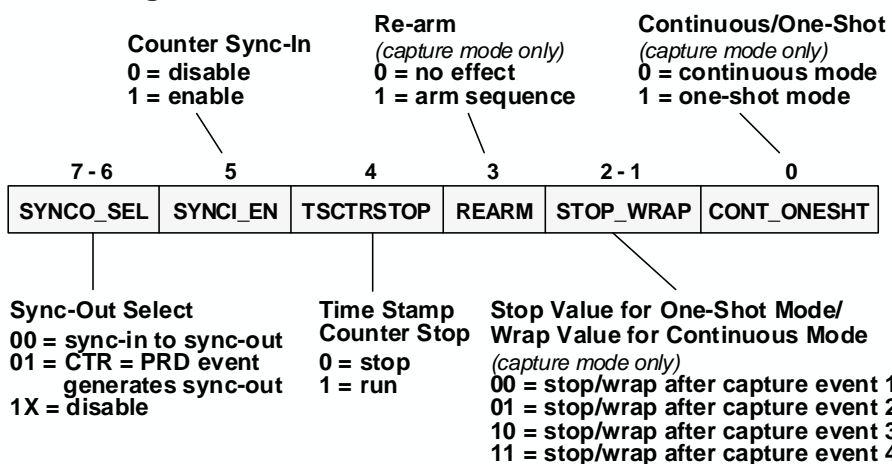 Counter Sync-In
0 = disable
1 = enable
Re-arm
(capture mode only)
0 = no effect
1 = arm sequence
Continuous/One-Shot
(capture mode only)
0 = continuous mode
1 = one-shot mode
7 - 6 5 4 3 2 - 1 0
SYNCO_SEL SYNCI_EN TSCTRSTOP REARM STOP_WRAP CONT_ONESHT
Sync-Out Select
00 = sync-in to sync-out
01 = CTR = PRD event
generates sync-out
1X = disable
Time Stamp
Counter Stop
0 = stop
1 = run
Stop Value for One-Shot Mode/
Wrap Value for Continuous Mode
(capture mode only)
00 = stop/wrap after capture event 1
01 = stop/wrap after capture event 2
10 = stop/wrap after capture event 3
11 = stop/wrap after capture event 4